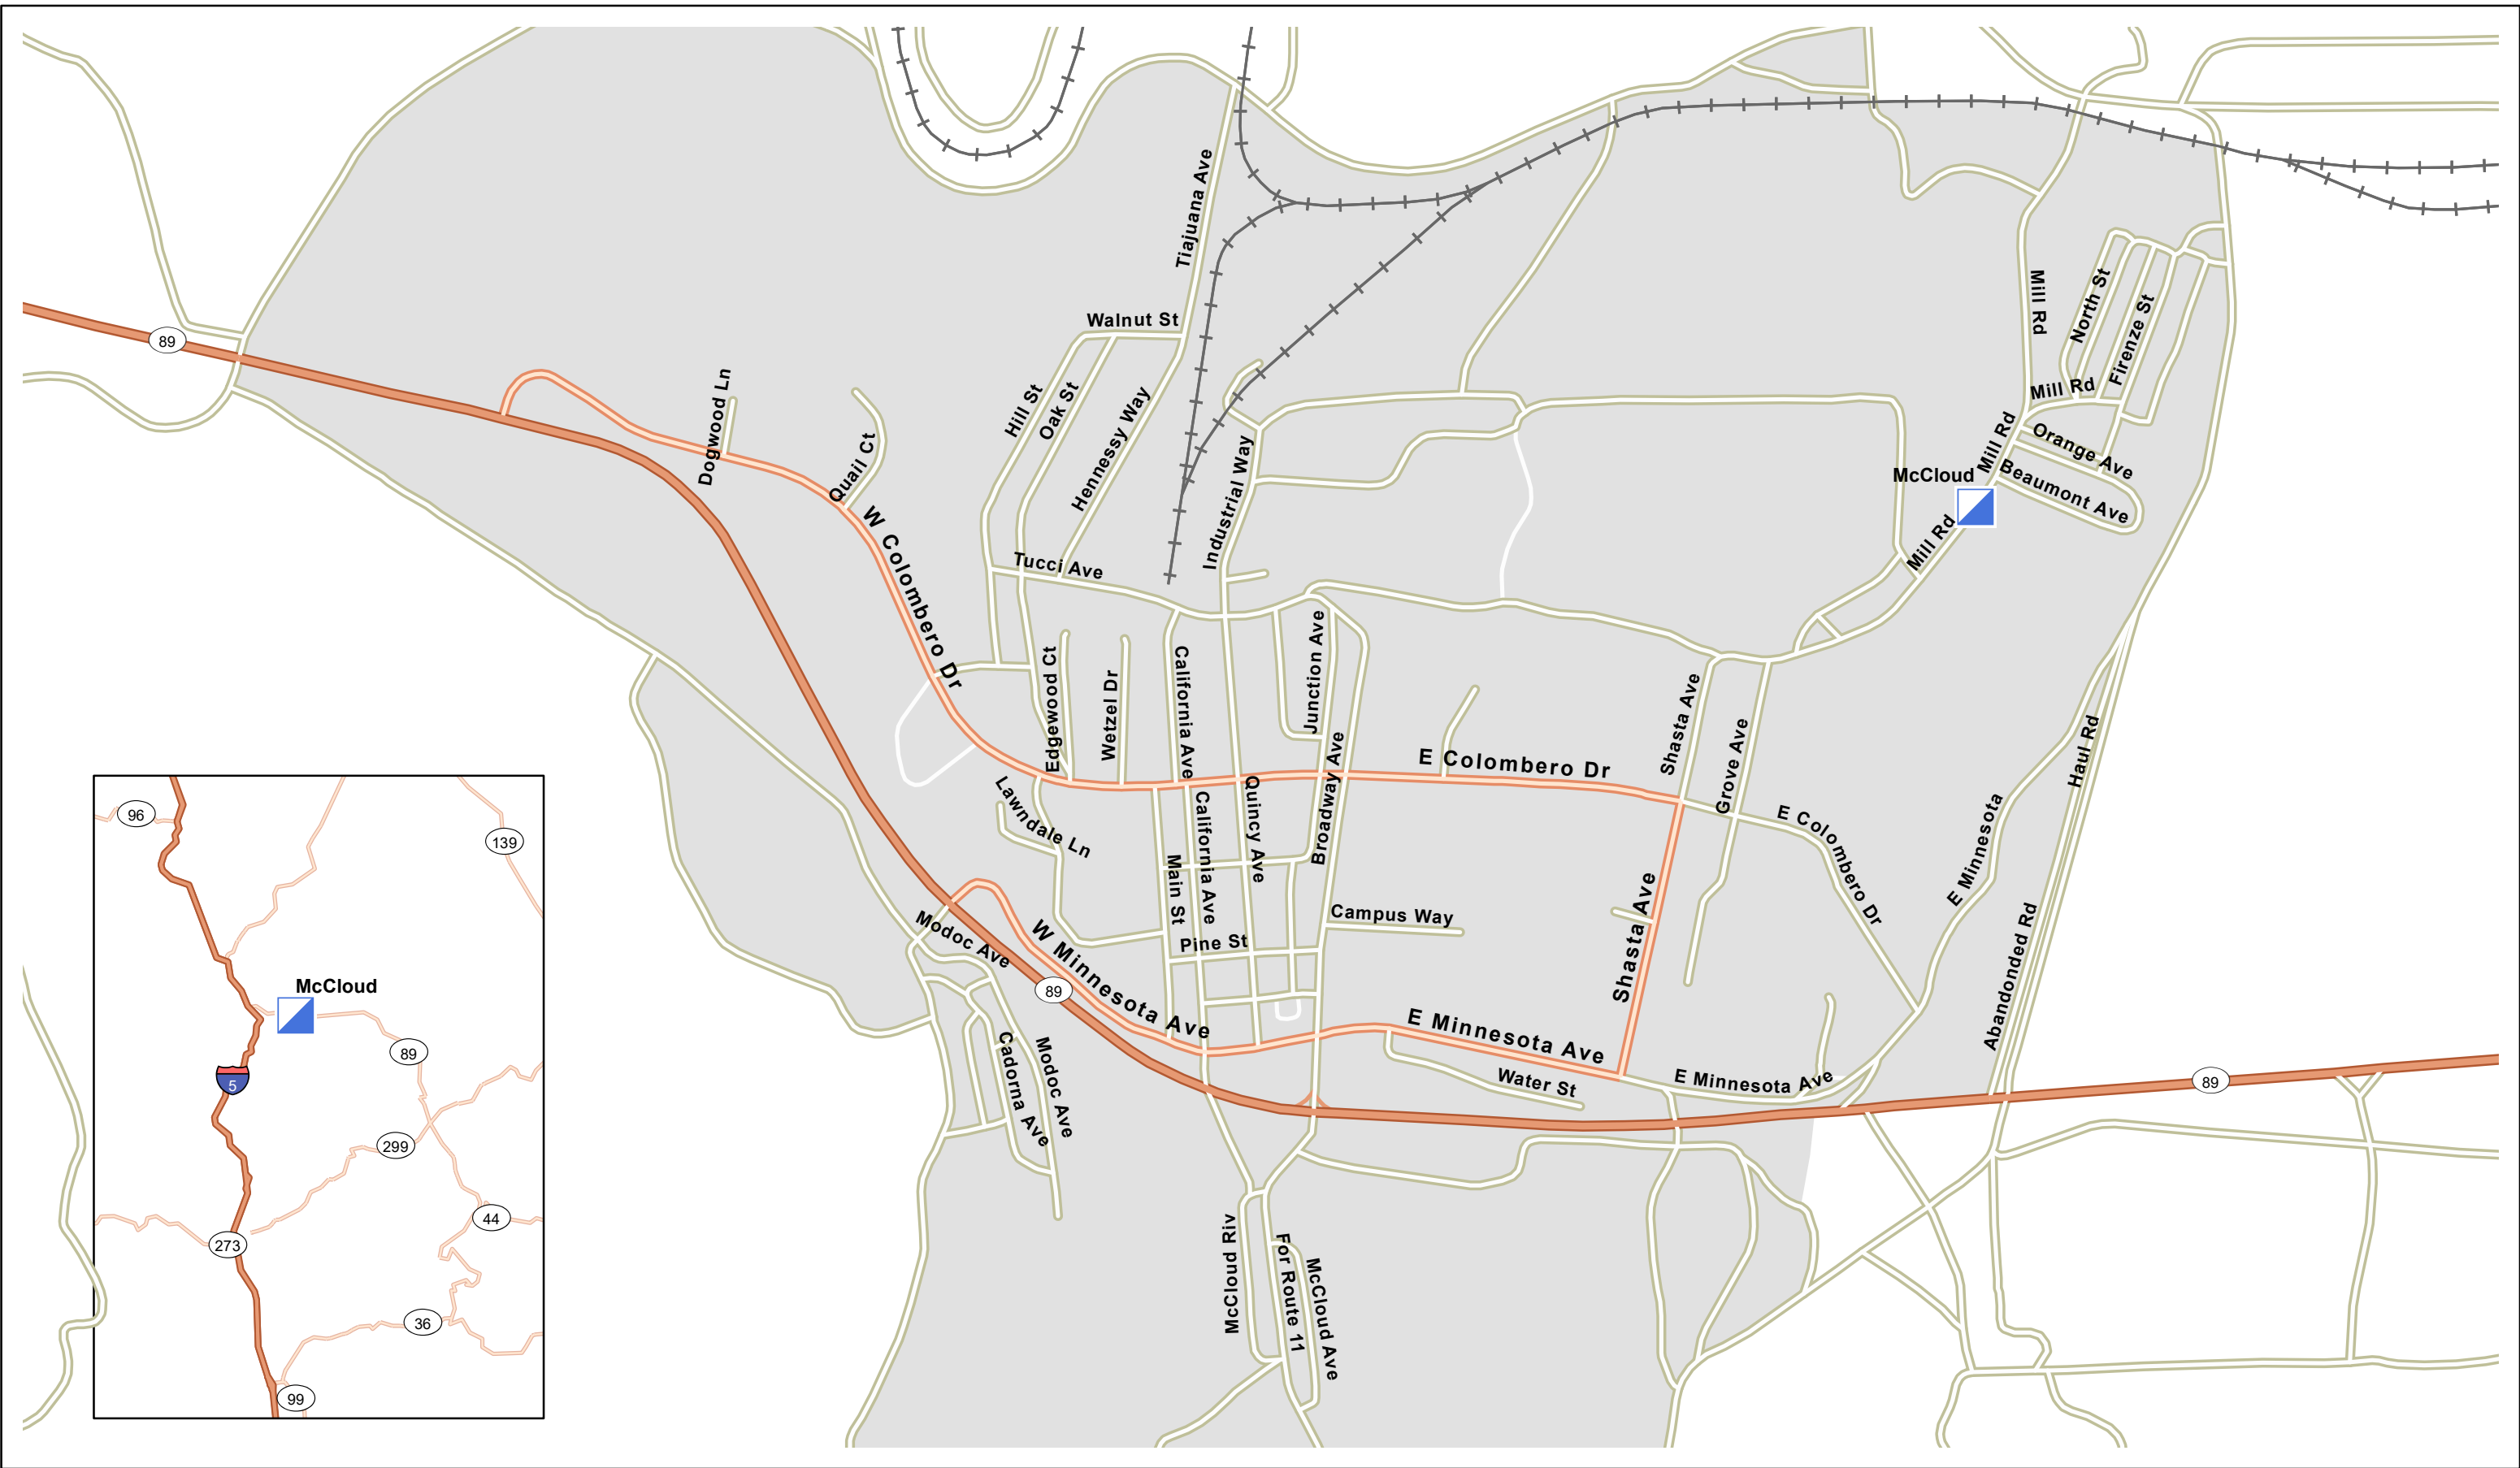 Tiajuana Ave
Walnut St
89
Mill Rd
North St
Firenze St
Dogwood Ln
Hill St
Oak St
Hennessy Way
Quail Ct
Industrial Way
Mill Rd
Mill Rd
Orange Ave
Beaumont Ave
McCloud
Mill Rd
W Colombero Dr
Tucci Ave
Edgewood Ct
Wetzel Dr
California Ave
Junction Ave
Shasta Ave
Grove Ave
Haul Rd
E Colombero Dr
Lawndale Ln
Quincy Ave
Broadway Ave
E Colombero Dr
E Minnesota
Main St
California Ave
Campus Way
Pine St
Shasta Ave
Modoc Ave
W Minnesota Ave
89
Abandonded Rd
E Minnesota Ave
Water St
E Minnesota Ave
89
Cadorna Ave
Modoc Ave
McClond Riv
For Route 11
McCloud Ave
96
139
McCloud
89
5
299
44
273
36
99